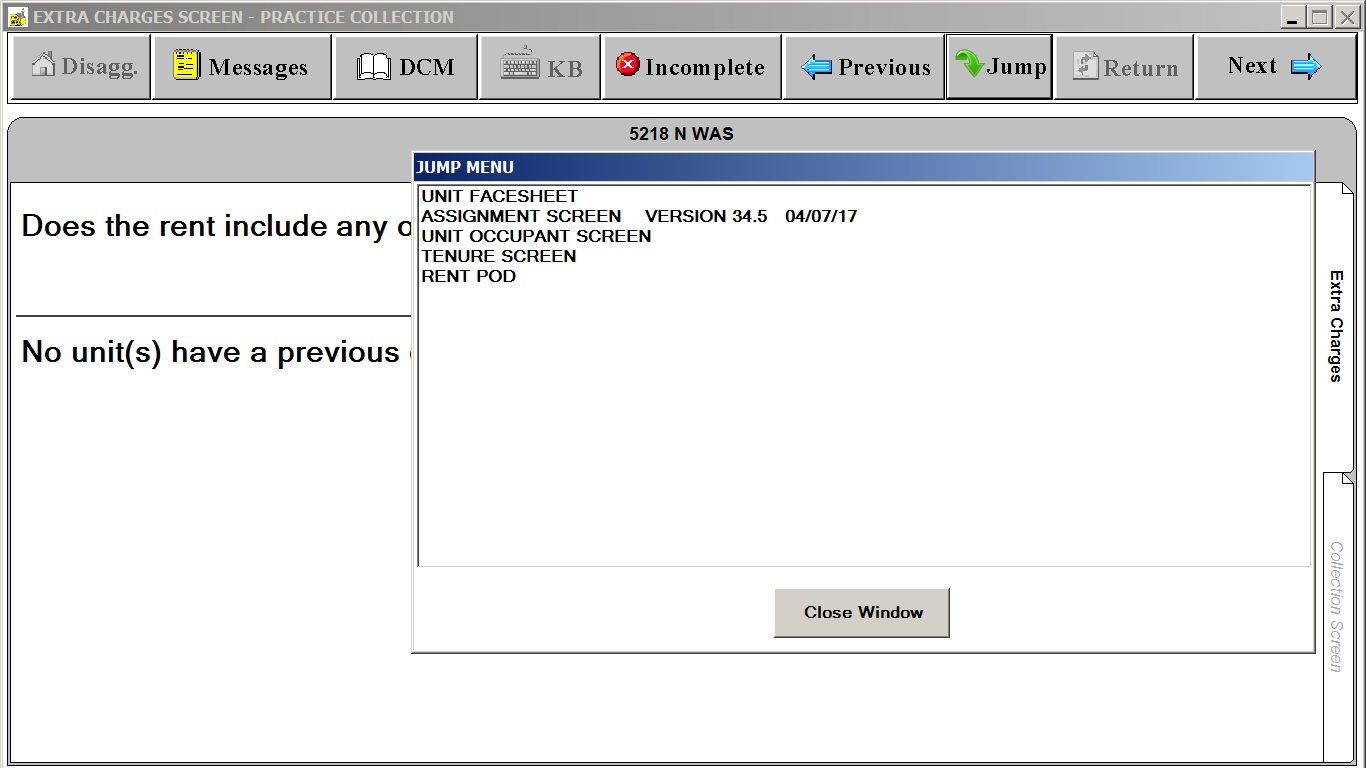 EXTRA CHARGES SCREEN - PRACTICE COLLECTION
Disagg. Messages DCM KB Incomplete Previous Jump Return Next
5218 N WAS
JUMP MENU
UNIT FACESHEET
ASSIGNMENT SCREEN VERSION 34.5 04/07/17
UNIT OCCUPANT SCREEN
TENURE SCREEN
RENT POD
Close Window
Does the rent include any
No unit(s) have a previous
Extra Charges
Collection Screen